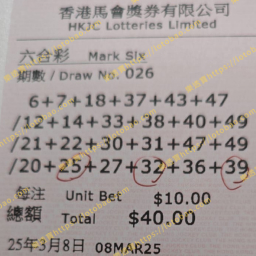 香港馬會獎券有限公司
HKJC Lotteries Limited
六合彩 Mark Six
期數 / Draw No. 026
6+7+18+37+43+47
/12+14+33+38+40+49
/21+22+30+31+47+49
/20+25+27+32+36+39
每注 Unit Bet $10.00
總額 Total $40.00
25年3月8日 08MAR25